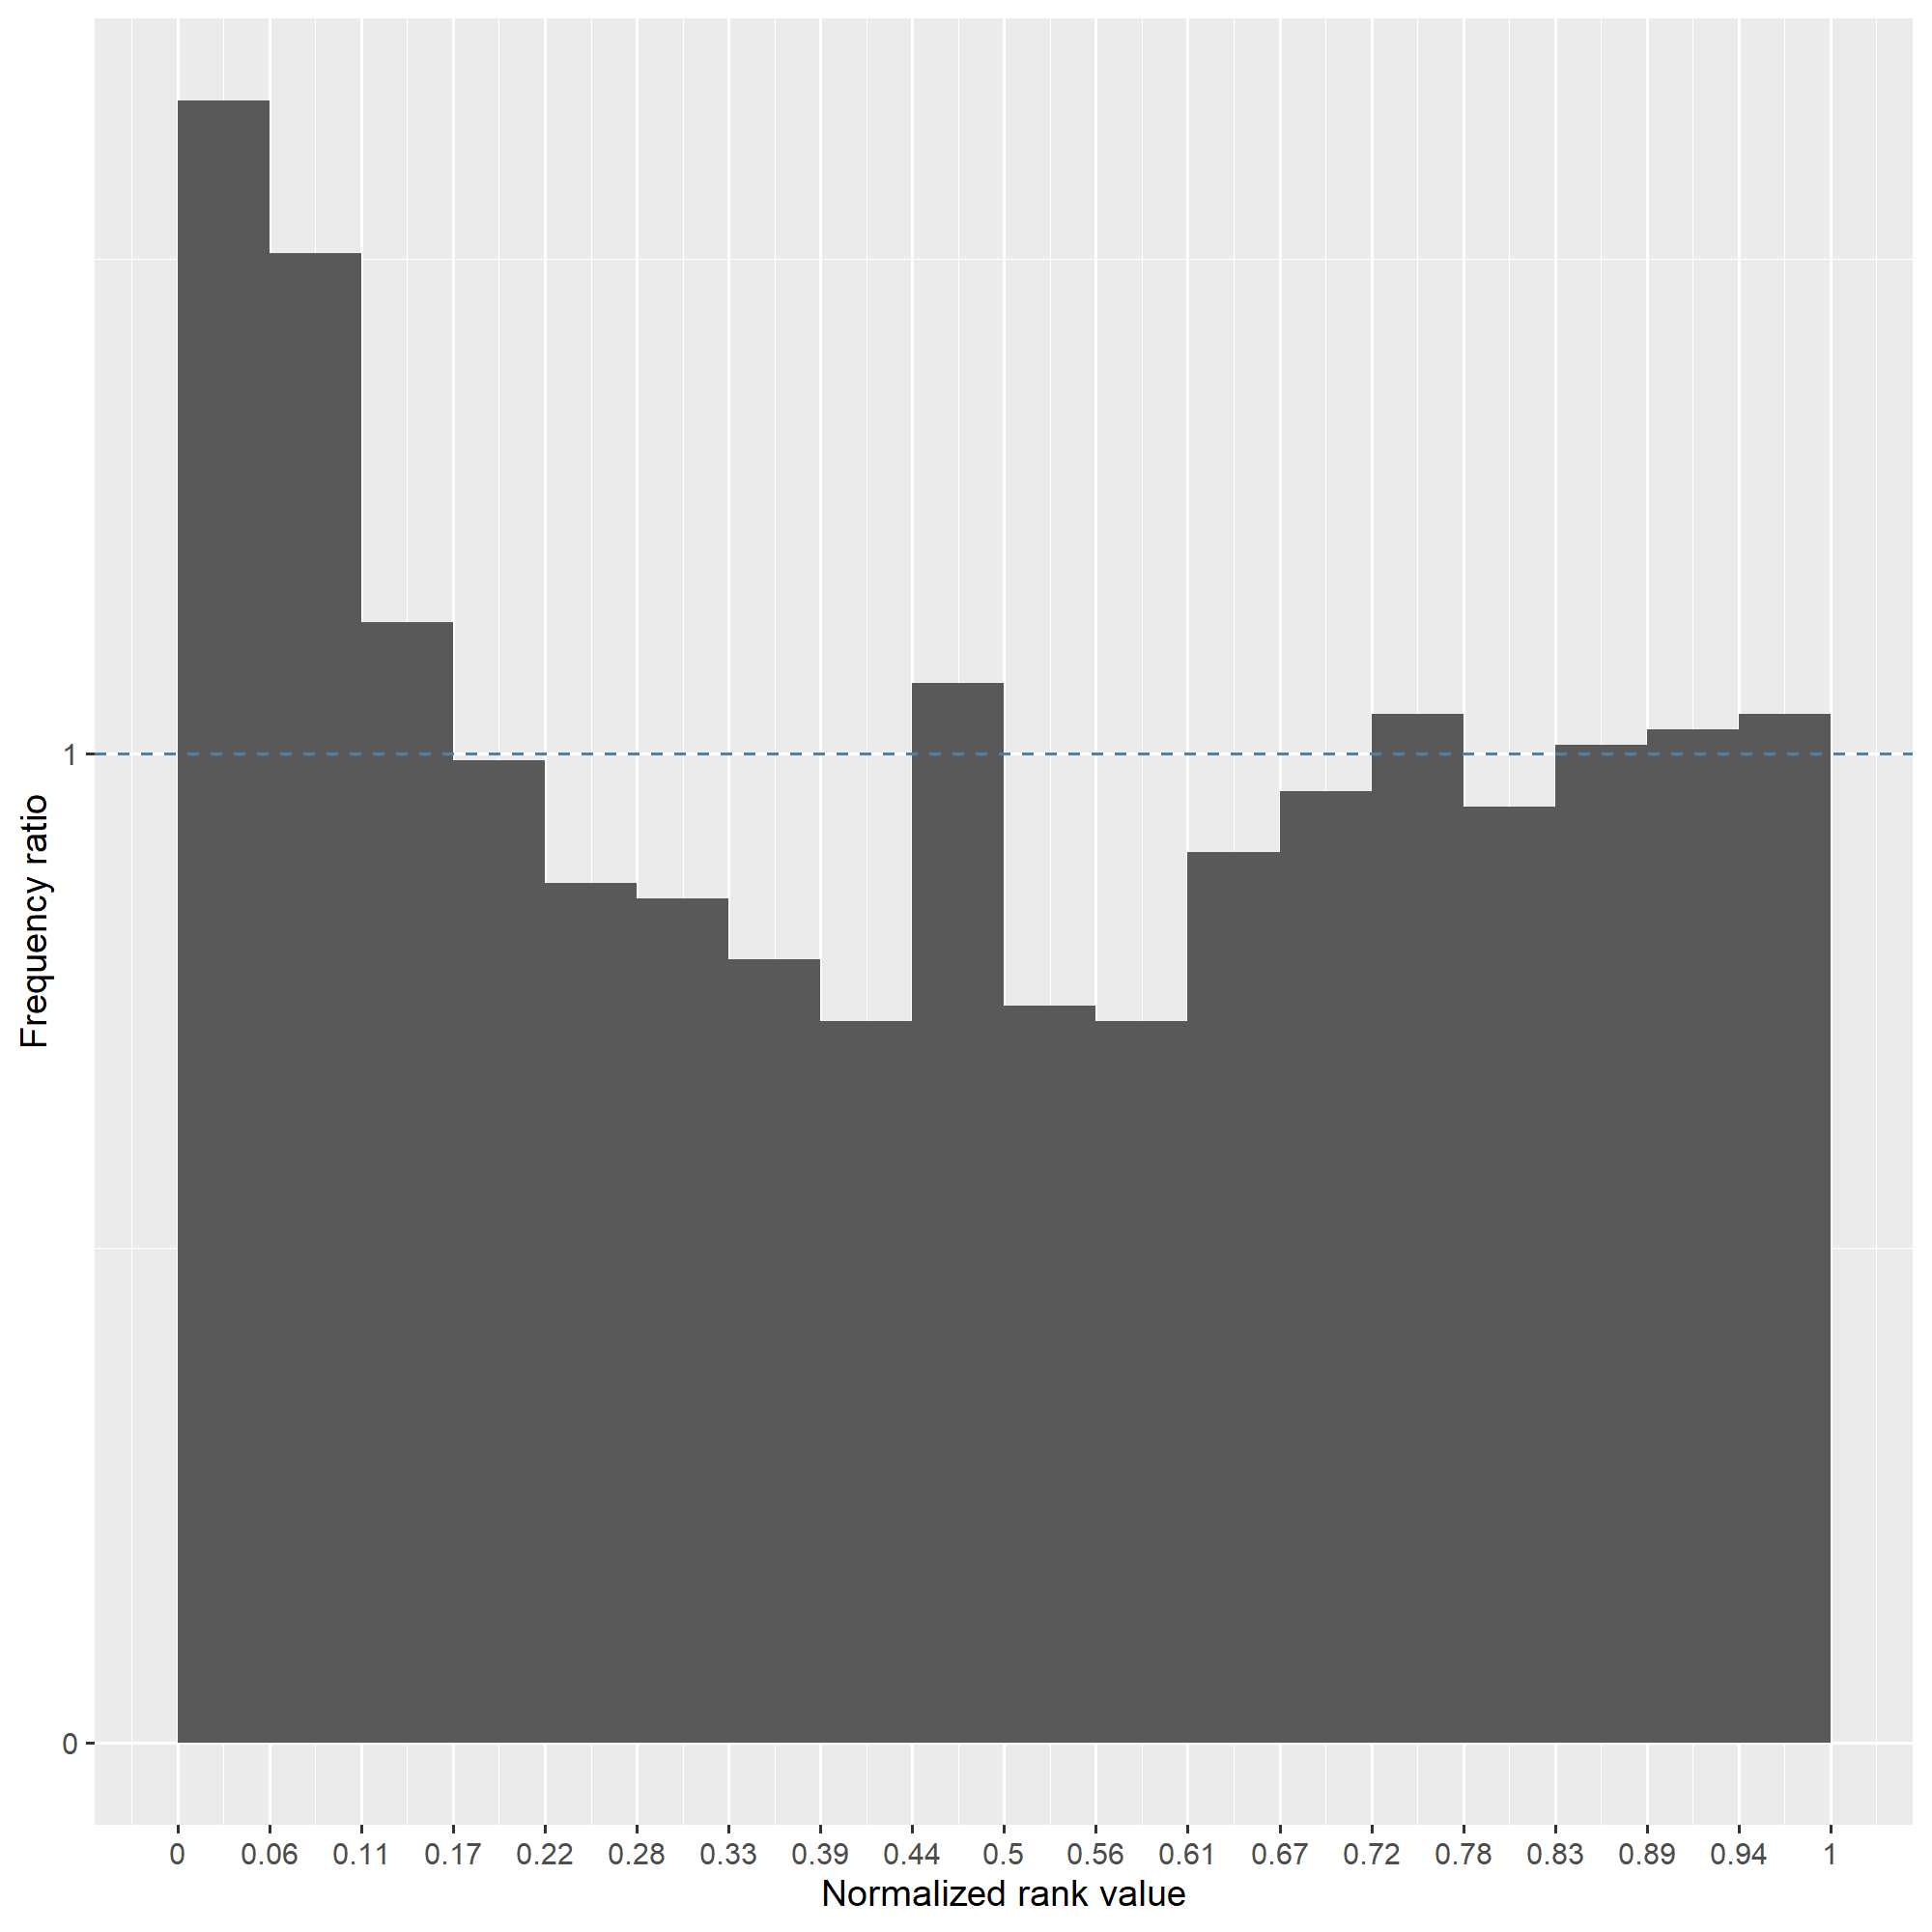 Frequency ratio
1
0
0 0.06 0.11 0.17 0.22 0.28 0.33 0.39 0.44 0.5 0.56 0.61 0.67 0.72 0.78 0.83 0.89 0.94 1
Normalized rank value